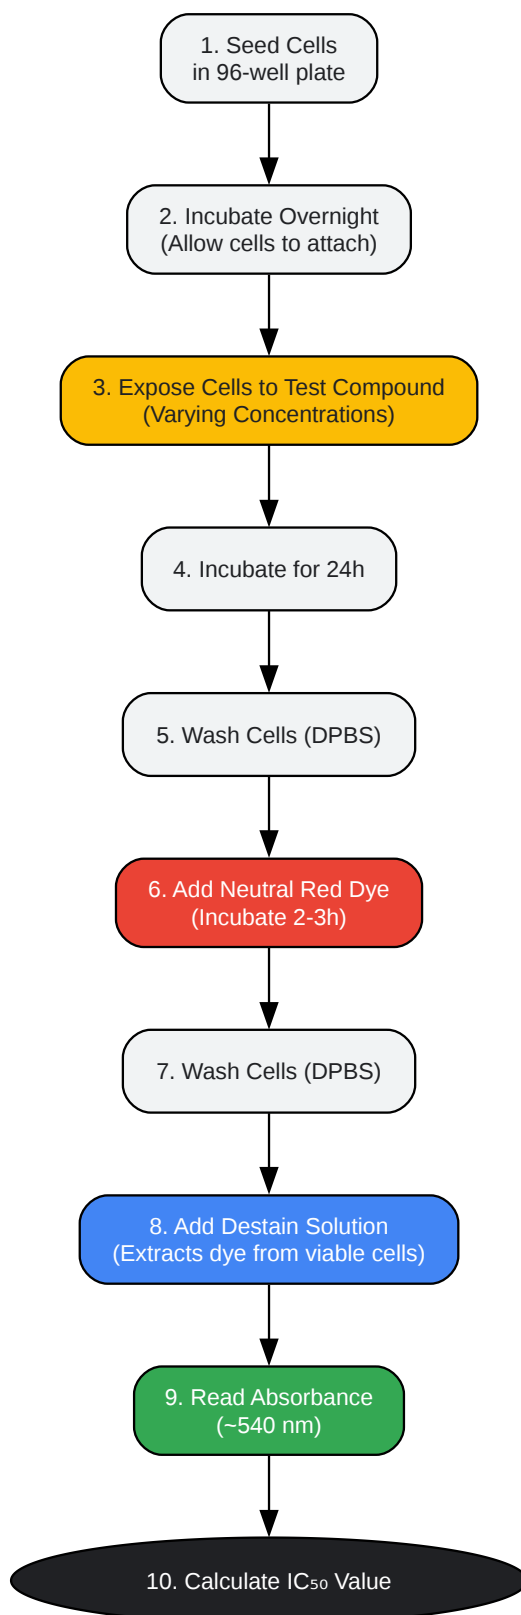 1. Seed Cells
in 96-well plate
2. Incubate Overnight
(Allow cells to attach)
3. Expose Cells to Test Compound
(Varying Concentrations)
4. Incubate for 24h
5. Wash Cells (DPBS)
6. Add Neutral Red Dye
(Incubate 2-3h)
7. Wash Cells (DPBS)
8. Add Destain Solution
(Extracts dye from viable cells)
9. Read Absorbance
(~540 nm)
10. Calculate IC₅₀ Value